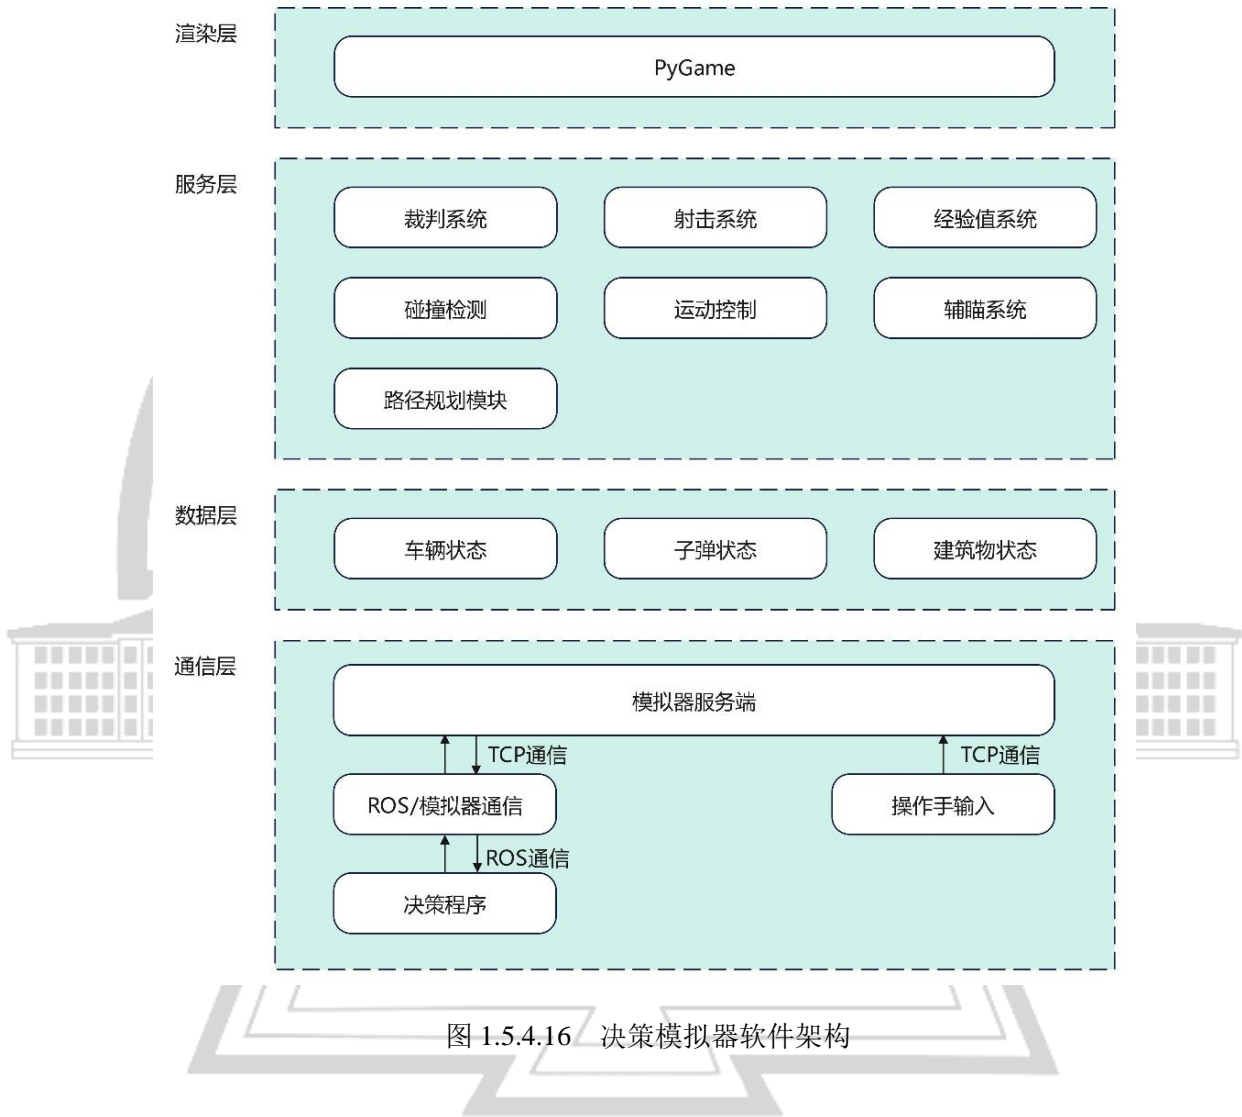 渲染层
PyGame
服务层
裁判系统 射击系统 经验值系统
碰撞检测 运动控制 辅瞄系统
路径规划模块
数据层
车辆状态 子弹状态 建筑物状态
通信层
模拟器服务端
TCP通信 TCP通信
ROS/模拟器通信 操作手输入
ROS通信
决策程序
图 1.5.4.16 决策模拟器软件架构